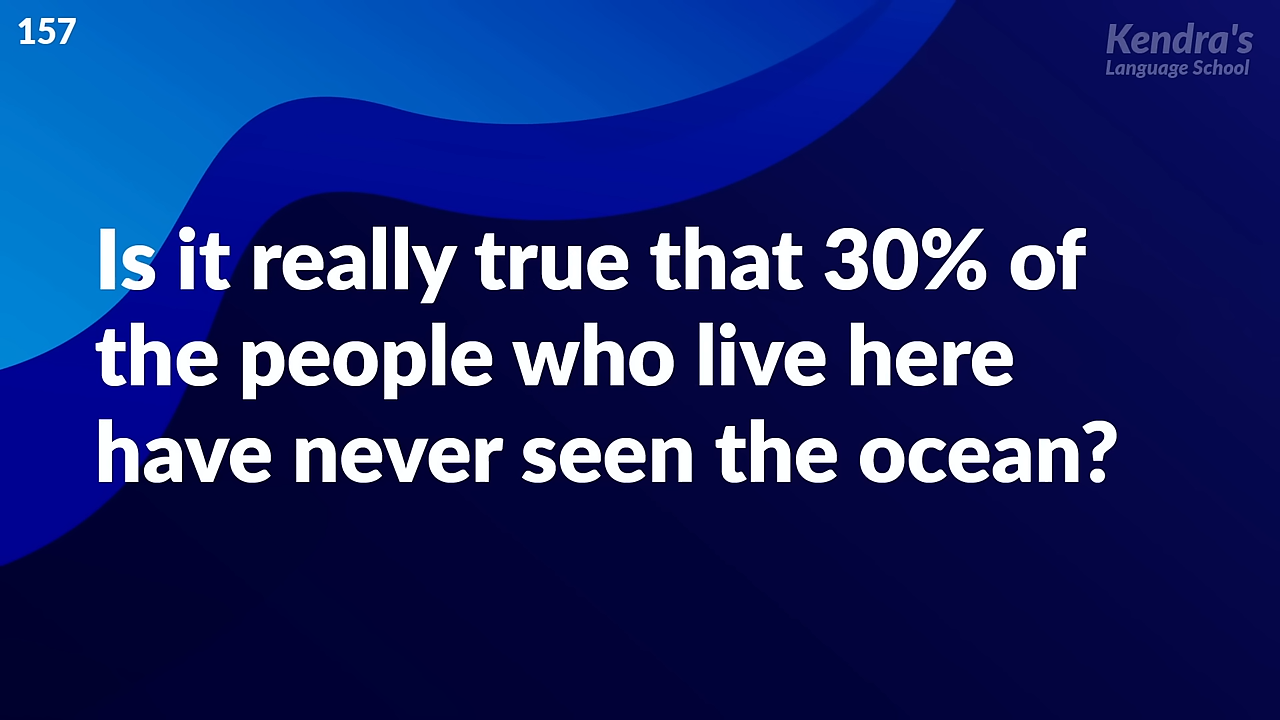 157
Kendra's
Language School
Is it really true that 30% of
the people who live here
have never seen the ocean?